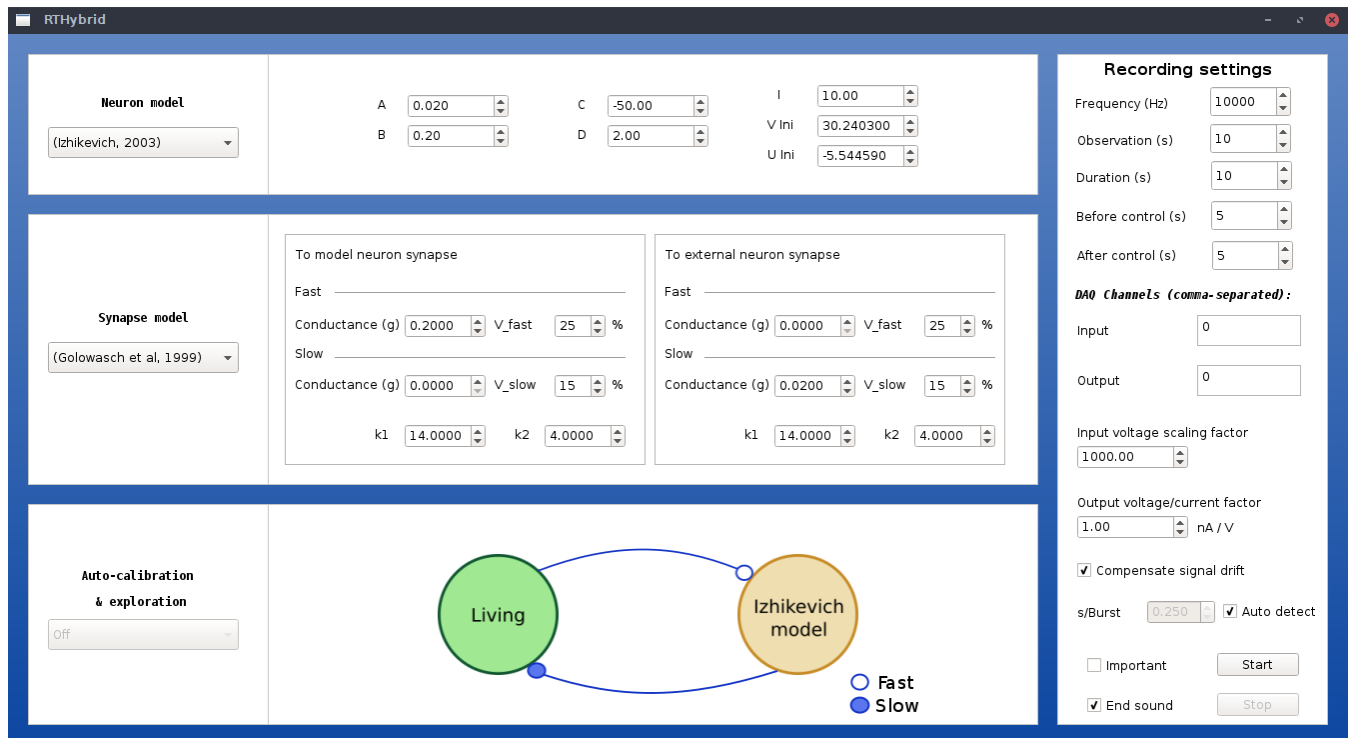 RTHybrid
Neuron model
(Izhikevich, 2003)
A 0.020
B 0.20
C -50.00
D 2.00
I 10.00
V Ini 30.240300
U Ini -5.544590
Synapse model
(Golowasch et al, 1999)
To model neuron synapse
Fast
Conductance (g) 0.2000 V_fast 25 %
Slow
Conductance (g) 0.0000 V_slow 15 %
k1 14.0000 k2 4.0000
To external neuron synapse
Fast
Conductance (g) 0.0000 V_fast 25 %
Slow
Conductance (g) 0.0200 V_slow 15 %
k1 14.0000 k2 4.0000
Auto-calibration
& exploration
Off
Living
Izhikevich
model
Fast
Slow
Recording settings
Frequency (Hz) 10000
Observation (s) 10
Duration (s) 10
Before control (s) 5
After control (s) 5
DAQ Channels (comma-separated):
Input 0
Output 0
Input voltage scaling factor
1000.00
Output voltage/current factor
1.00 nA / V
Compensate signal drift
s/Burst 0.250 Auto detect
Important Start
End sound Stop